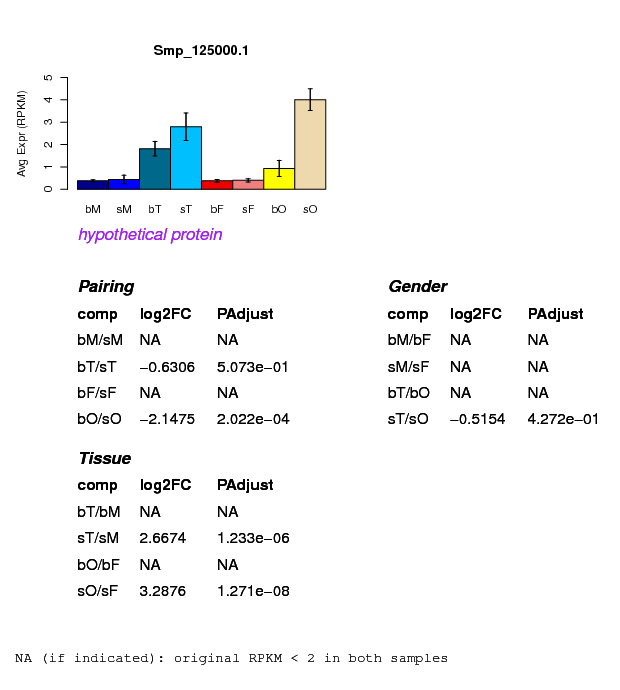 Smp_125000.1
Avg Expr (RPKM)
0 1 2 3 4 5
bM sM bT sT bF sF bO sO
hypothetical protein
Pairing
comp log2FC PAdjust
bM/sM NA NA
bT/sT −0.6306 5.073e−01
bF/sF NA NA
bO/sO −2.1475 2.022e−04
Gender
comp log2FC PAdjust
bM/bF NA NA
sM/sF NA NA
bT/bO NA NA
sT/sO −0.5154 4.272e−01
Tissue
comp log2FC PAdjust
bT/bM NA NA
sT/sM 2.6674 1.233e−06
bO/bF NA NA
sO/sF 3.2876 1.271e−08
NA (if indicated): original RPKM < 2 in both samples